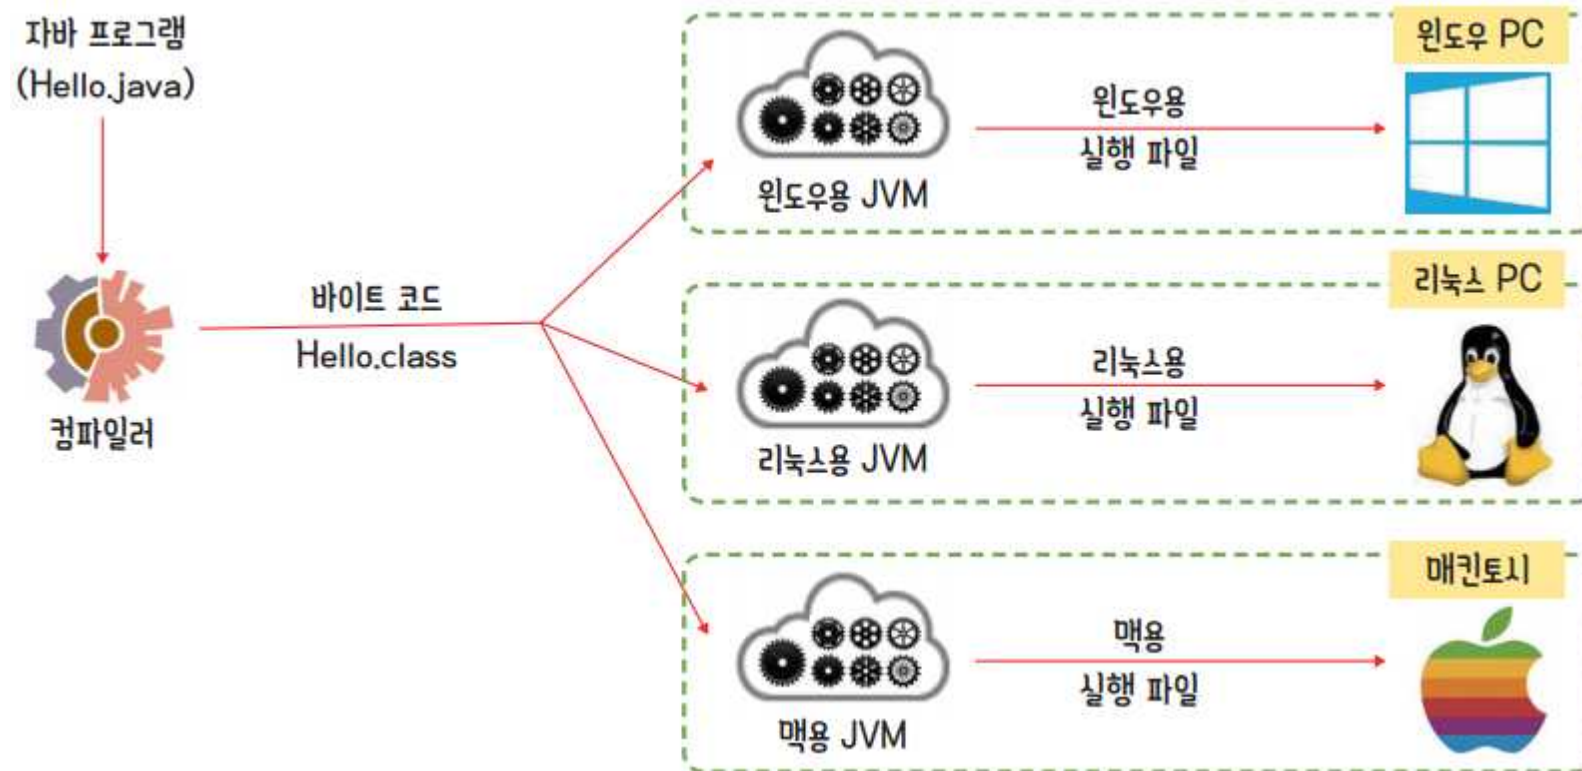 자바 프로그램
(Hello.java)
컴파일러
바이트 코드
Hello.class
윈도우용 JVM
윈도우용
실행 파일
윈도우 PC
리눅스용 JVM
리눅스용
실행 파일
리눅스 PC
맥용 JVM
맥용
실행 파일
매킨토시